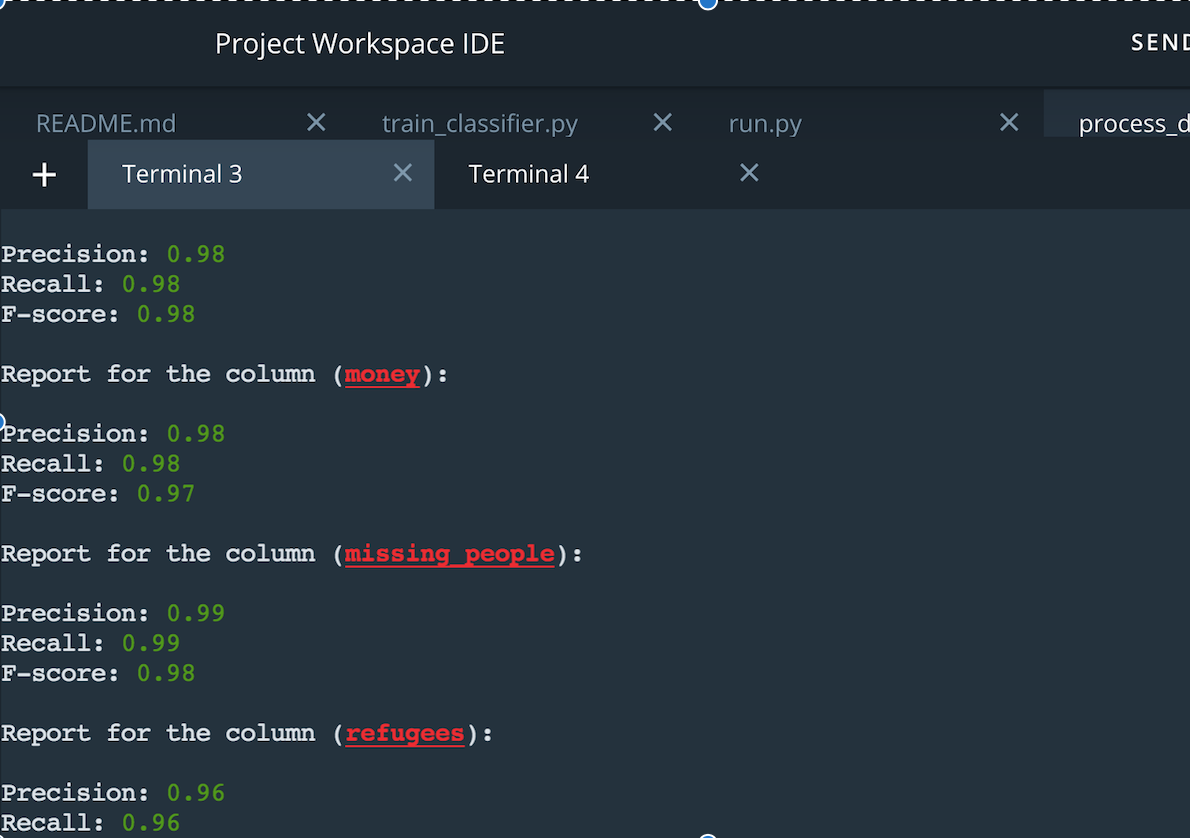 Project Workspace IDE
SEND
README.md
train_classifier.py
run.py
process_d
Terminal 3
Terminal 4
Precision: 0.98
Recall: 0.98
F-score: 0.98
Report for the column (money):
Precision: 0.98
Recall: 0.98
F-score: 0.97
Report for the column (missing_people):
Precision: 0.99
Recall: 0.99
F-score: 0.98
Report for the column (refugees):
Precision: 0.96
Recall: 0.96